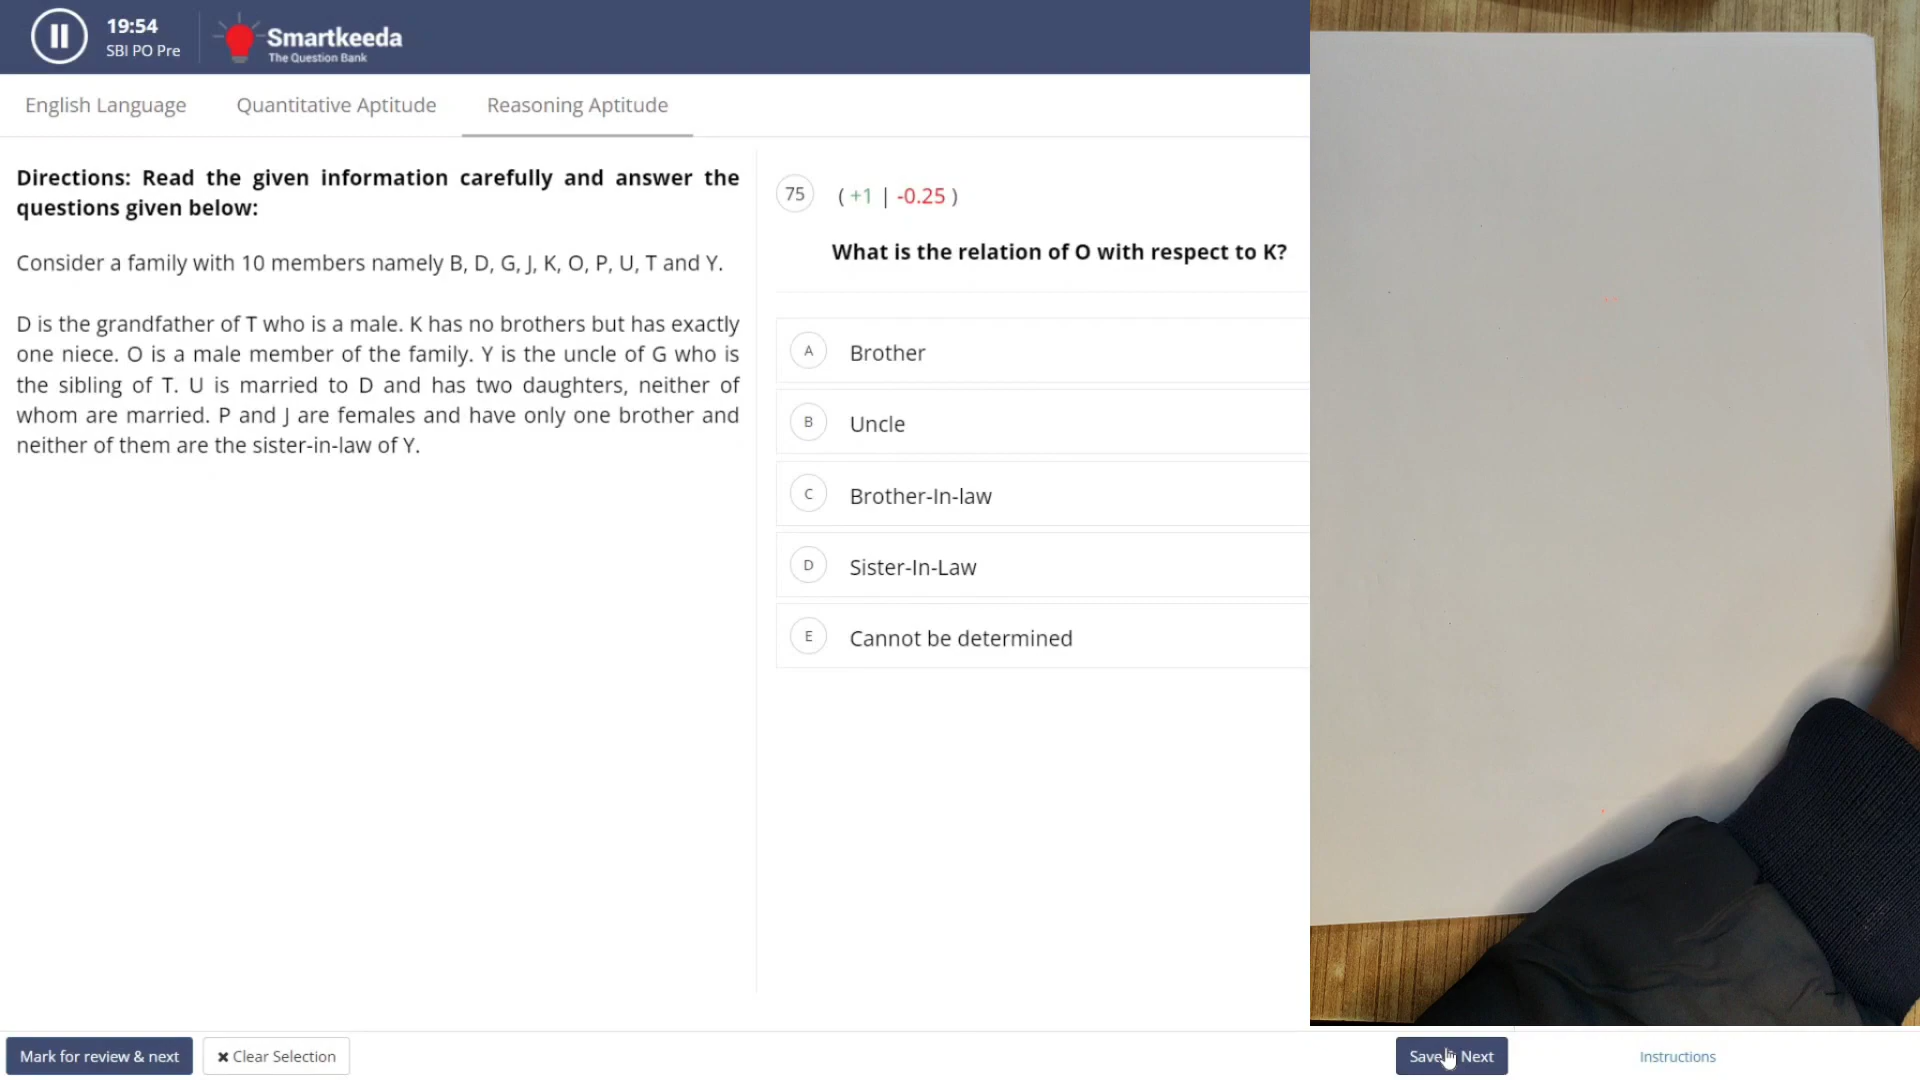 19:54
SBI PO Pre
Smartkeeda
The Question Bank
English Language
Quantitative Aptitude
Reasoning Aptitude
Directions: Read the given information carefully and answer the
questions given below:
Consider a family with 10 members namely B, D, G, J, K, O, P, U, T and Y.
D is the grandfather of T who is a male. K has no brothers but has exactly
one niece. O is a male member of the family. Y is the uncle of G who is
the sibling of T. U is married to D and has two daughters, neither of
whom are married. P and J are females and have only one brother and
neither of them are the sister-in-law of Y.
75 ( +1 | -0.25 )
What is the relation of O with respect to K?
A Brother
B Uncle
C Brother-In-law
D Sister-In-Law
E Cannot be determined
Mark for review & next
✖ Clear Selection
Save Next
Instructions